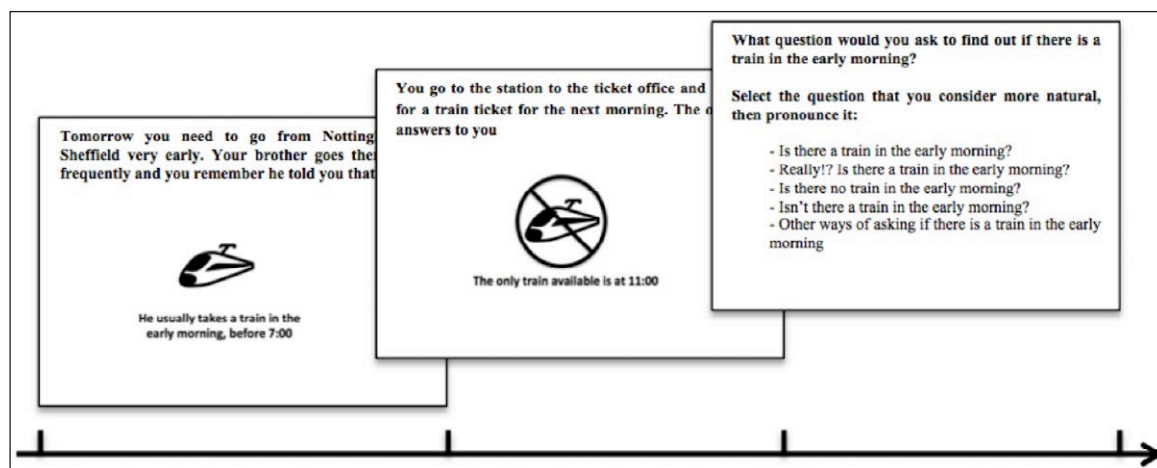 Tomorrow you need to go from Notting
Sheffield very early. Your brother goes
frequently and you remember he told you that
He usually takes a train in the
early morning, before 7:00
You go to the station to the ticket office and
for a train ticket for the next morning. The
answers to you
The only train available is at 11:00
What question would you ask to find out if there is a
train in the early morning?
Select the question that you consider more natural,
then pronounce it:
- Is there a train in the early morning?
- Really!? Is there a train in the early morning?
- Is there no train in the early morning?
- Isn't there a train in the early morning?
- Other ways of asking if there is a train in the early
morning